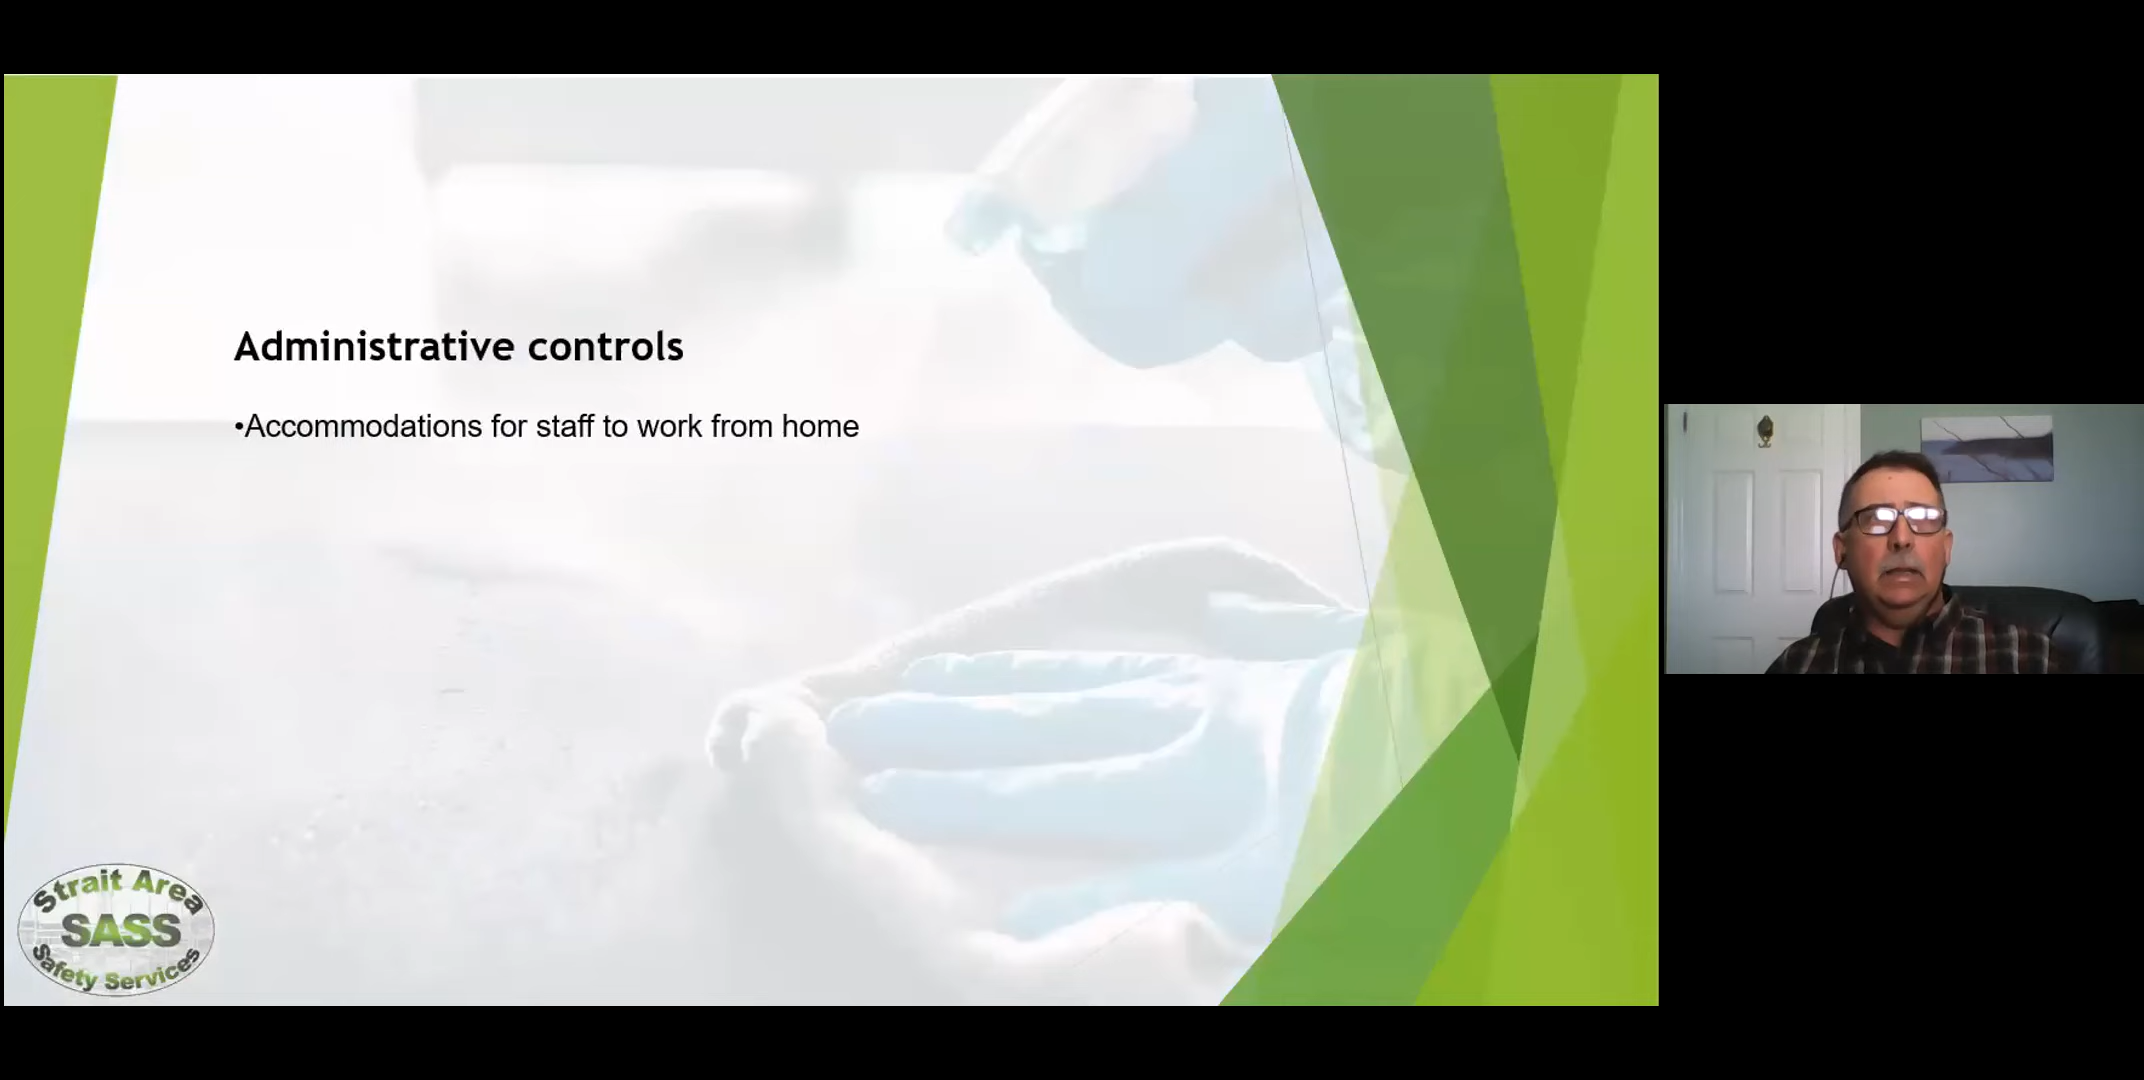 Administrative controls
•Accommodations for staff to work from home
Strait Area
SASS
Safety Services